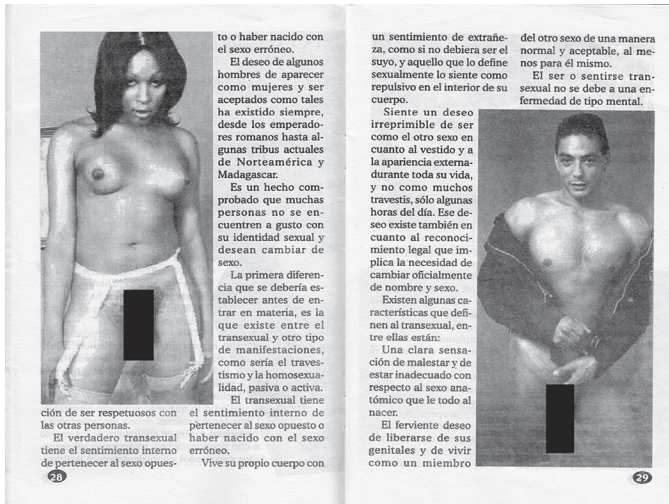 to o haber nacido con
el sexo erróneo.
El deseo de algunos
hombres de aparecer
como mujeres y ser
aceptados como tales
ha existido siempre,
desde los emperado-
res romanos hasta al-
gunas tribus actuales
de Norteamérica y
Madagascar.
Es un hecho com-
probado que muchas
personas no se en-
cuentren a gusto con
su identidad sexual y
desean cambiar de
sexo.
La primera diferen-
cia que se debería es-
tablecer antes de en-
trar en materia, es la
que existe entre el
transexual y otro tipo
de manifestaciones,
como sería el traves-
tismo y la homosexua-
lidad, pasiva o activa.
El transexual tiene
ción de ser respetuosos con
las otras personas.
El verdadero transexual
tiene el sentimiento interno
de pertenecer al sexo opues-
el sentimiento interno de
pertenecer al sexo opuesto o
haber nacido con el sexo
erróneo.
Vive su propio cuerpo con
28
un sentimiento de extrañe-
za, como si no debiera ser el
suyo, y aquello que lo define
sexualmente lo siente como
repulsivo en el interior de su
cuerpo.
Siente un deseo
irreprimible de ser
como el otro sexo en
cuanto al vestido y a
la apariencia externa
durante toda su vida,
y no como muchos
travestis, sólo algunas
horas del día. Ese de-
seo existe también en
cuanto al reconoci-
miento legal que im-
plica la necesidad de
cambiar oficialmente
de nombre y sexo.
Existen algunas ca-
racterísticas que defi-
nen al transexual, en-
tre ellas están:
Una clara sensa-
ción de malestar y de
estar inadecuado con
respecto al sexo ana-
tómico que le todo al
nacer.
El ferviente deseo
de liberarse de sus
genitales y de vivir
como un miembro
del otro sexo de una manera
normal y aceptable, al me-
nos para él mismo.
El ser o sentirse tran-
sexual no se debe a una en-
fermedad de tipo mental.
29